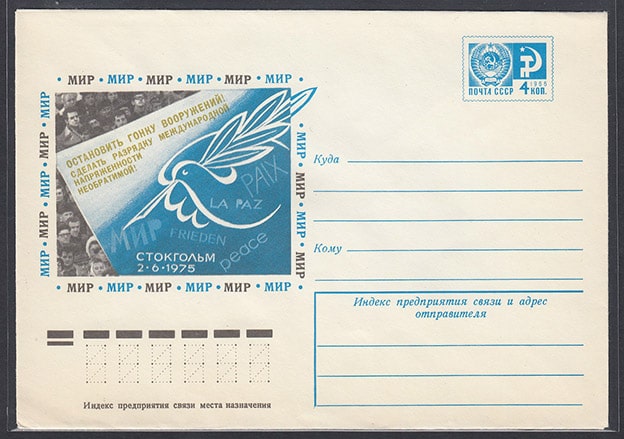 МИР • МИР • МИР • МИР • МИР • МИР •
МИР • МИР • МИР • МИР
ОСТАНОВИТЬ ГОНКУ ВООРУЖЕНИЙ!
СДЕЛАТЬ РАЗРЯДКУ МЕЖДУНАРОДНОЙ
НАПРЯЖЕННОСТИ
НЕОБРАТИМОЙ!
PAIX
LA PAZ
МИР
FRIEDEN
peace
СТОКГОЛЬМ
2·6·1975
• МИР • МИР • МИР •
МИР • МИР • МИР • МИР • МИР • МИР
1966
ПОЧТА СССР 4 КОП.
Куда
Кому
Индекс предприятия связи и адрес
отправителя
Индекс предприятия связи места назначения